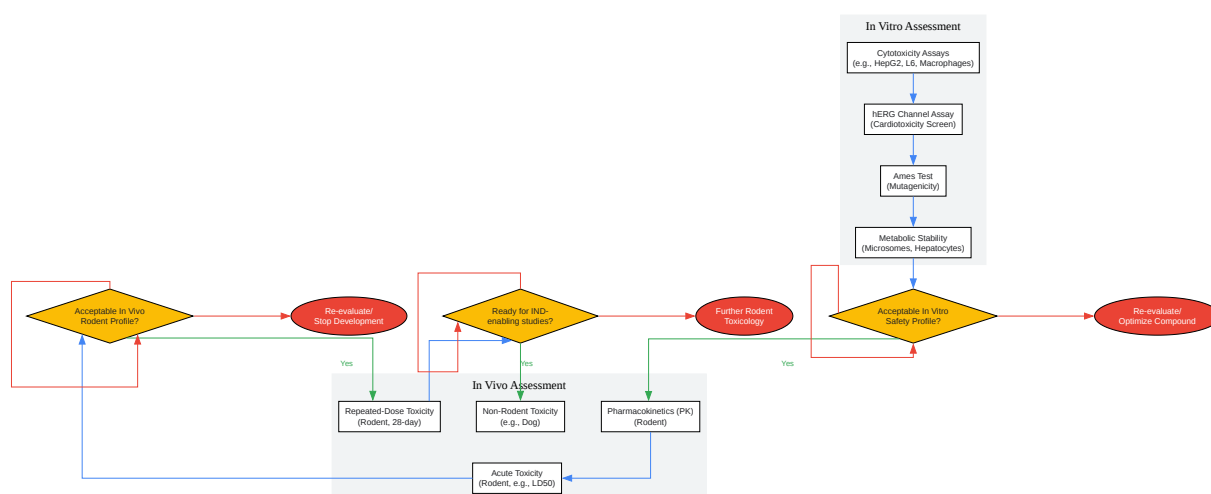 In Vitro Assessment
Cytotoxicity Assays
(e.g., HepG2, L6, Macrophages)
hERG Channel Assay
(Cardiotoxicity Screen)
Ames Test
(Mutagenicity)
Metabolic Stability
(Microsomes, Hepatocytes)
Acceptable In Vivo
Rodent Profile?
Re-evaluate/
Stop Development
Ready for IND-
enabling studies?
Further Rodent
Toxicology
Acceptable In Vitro
Safety Profile?
Re-evaluate/
Optimize Compound
Yes
Yes
Yes
In Vivo Assessment
Repeated-Dose Toxicity
(Rodent, 28-day)
Non-Rodent Toxicity
(e.g., Dog)
Pharmacokinetics (PK)
(Rodent)
Acute Toxicity
(Rodent, e.g., LD50)